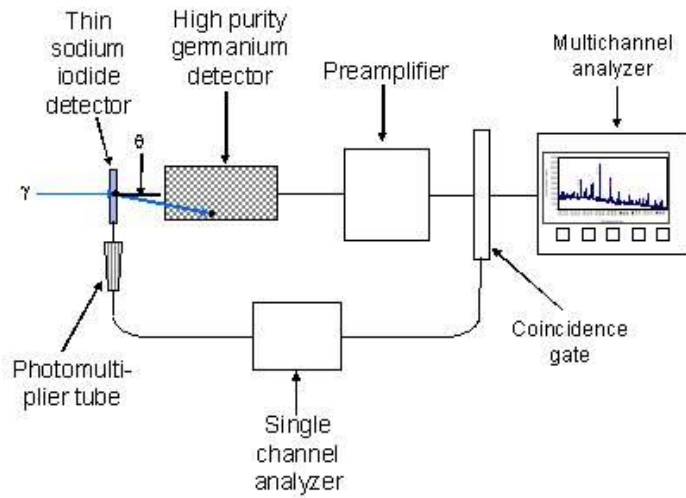 Thin
sodium
iodide
detector
High purity
germanium
detector
Preamplifier
Multichannel
analyzer
θ
γ
Photomulti-
plier tube
Single
channel
analyzer
Coincidence
gate